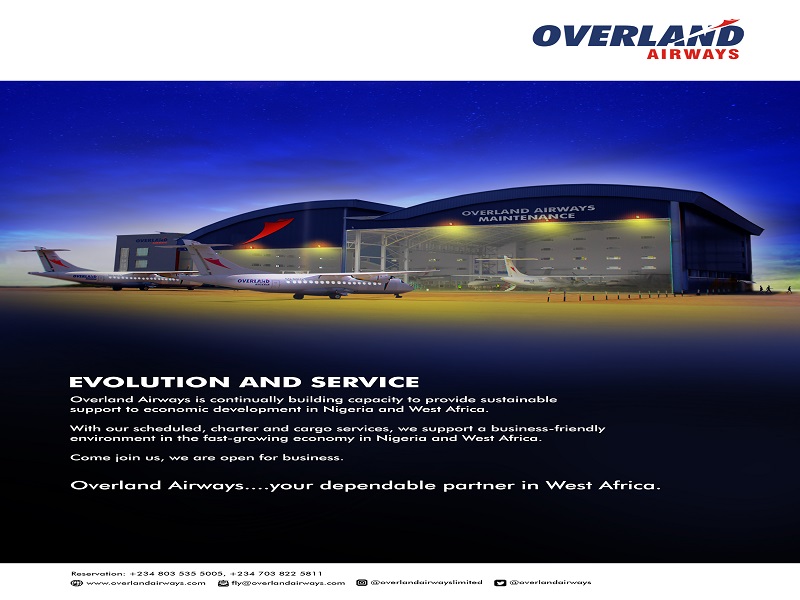 OVERLAND
AIRWAYS
OVERLAND AIRWAYS
MAINTENANCE
OVERLAND
OVERLAND
EVOLUTION AND SERVICE
Overland Airways is continually building capacity to provide sustainable
support to economic development in Nigeria and West Africa.
With our scheduled, charter and cargo services, we support a business-friendly
environment in the fast-growing economy in Nigeria and West Africa.
Come join us, we are open for business.
Overland Airways....your dependable partner in West Africa.
Reservation: +234 803 535 5005, +234 703 822 5811
www.overlandairways.com fly@overlandairways.com @overlandairwayslimited @overlandairways